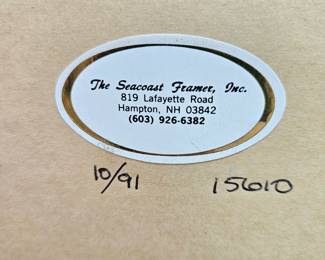 The Seacoast Framer, Inc.
819 Lafayette Road
Hampton, NH 03842
(603) 926-6382
10/91 15610